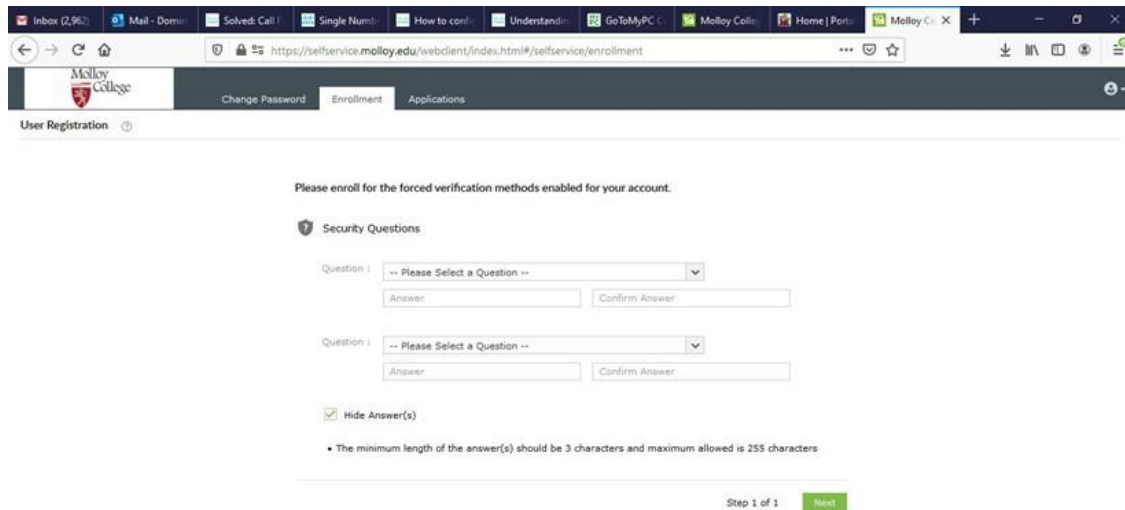 Inbox (2,962) Mail - Domin Solved: Call F Single Numb How to confi Understandin GoToMyPC C Molloy Colle Home | Porta Molloy Co
https://selfservice.molloy.edu/webclient/index.html#/selfservice/enrollment
Molloy
College
Change Password Enrollment Applications
User Registration
Please enroll for the forced verification methods enabled for your account.
Security Questions
Question : -- Please Select a Question --
Answer Confirm Answer
Question : -- Please Select a Question --
Answer Confirm Answer
Hide Answer(s)
• The minimum length of the answer(s) should be 3 characters and maximum allowed is 255 characters
Step 1 of 1 Next